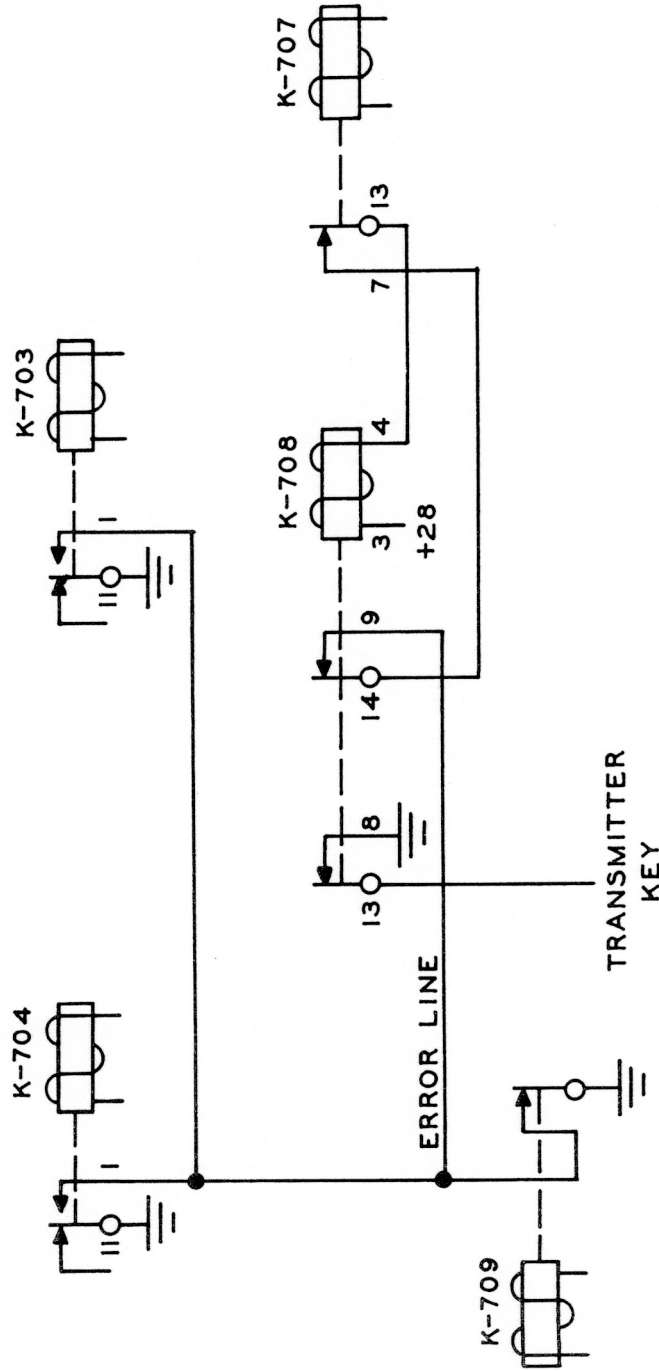 K-704
1
11
K-703
1
11
K-707
13
7
K-708
4
3
+28
9
14
8
13
ERROR LINE
TRANSMITTER
KEY
K-709